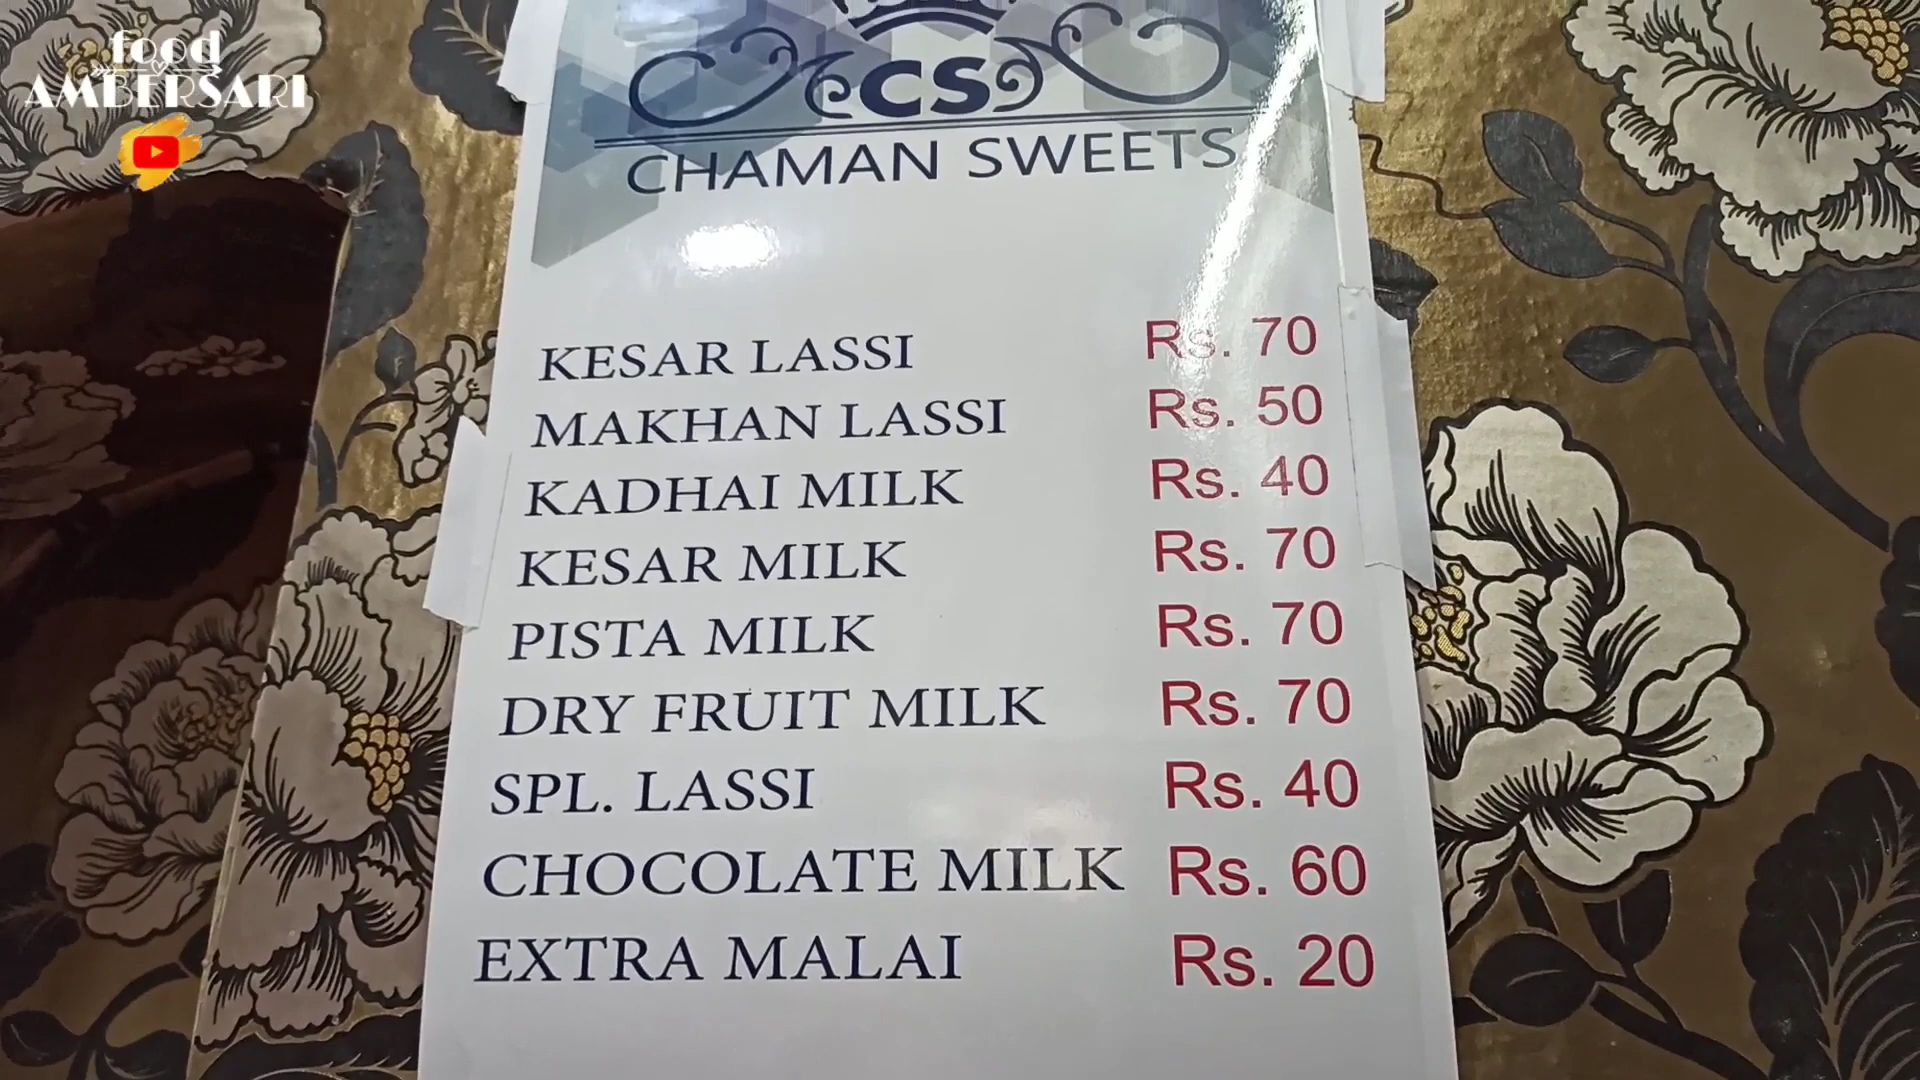 food
AMBERSARI
CS
CHAMAN SWEETS
KESAR LASSI Rs. 70
MAKHAN LASSI Rs. 50
KADHAI MILK Rs. 40
KESAR MILK Rs. 70
PISTA MILK Rs. 70
DRY FRUIT MILK Rs. 70
SPL. LASSI Rs. 40
CHOCOLATE MILK Rs. 60
EXTRA MALAI Rs. 20